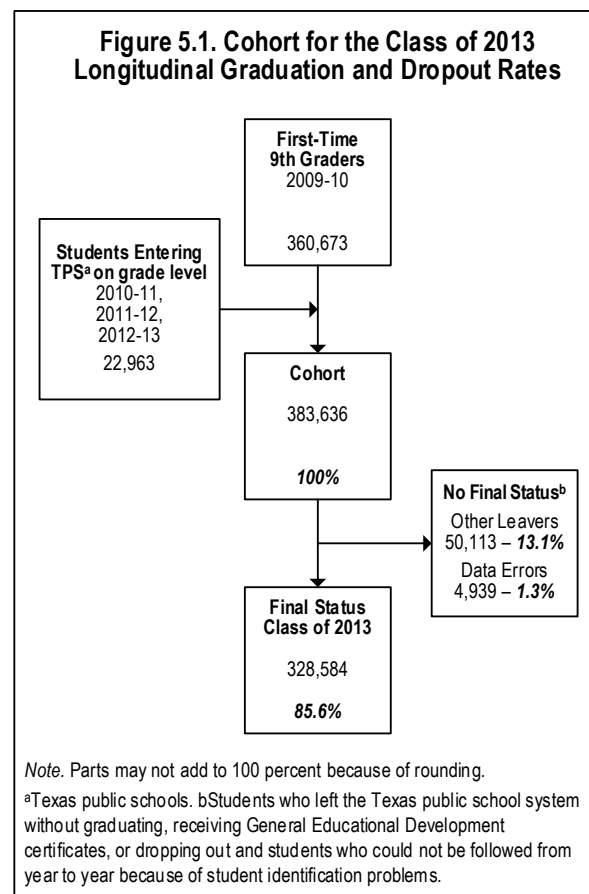 Figure 5.1. Cohort for the Class of 2013
Longitudinal Graduation and Dropout Rates
First-Time
9th Graders
2009-10
360,673
Students Entering
TPSᵃ on grade level
2010-11,
2011-12,
2012-13
22,963
Cohort
383,636
100%
No Final Statusᵇ
Other Leavers
50,113 – 13.1%
Data Errors
4,939 – 1.3%
Final Status
Class of 2013
328,584
85.6%
Note. Parts may not add to 100 percent because of rounding.
ᵃTexas public schools. bStudents who left the Texas public school system
without graduating, receiving General Educational Development
certificates, or dropping out and students who could not be followed from
year to year because of student identification problems.